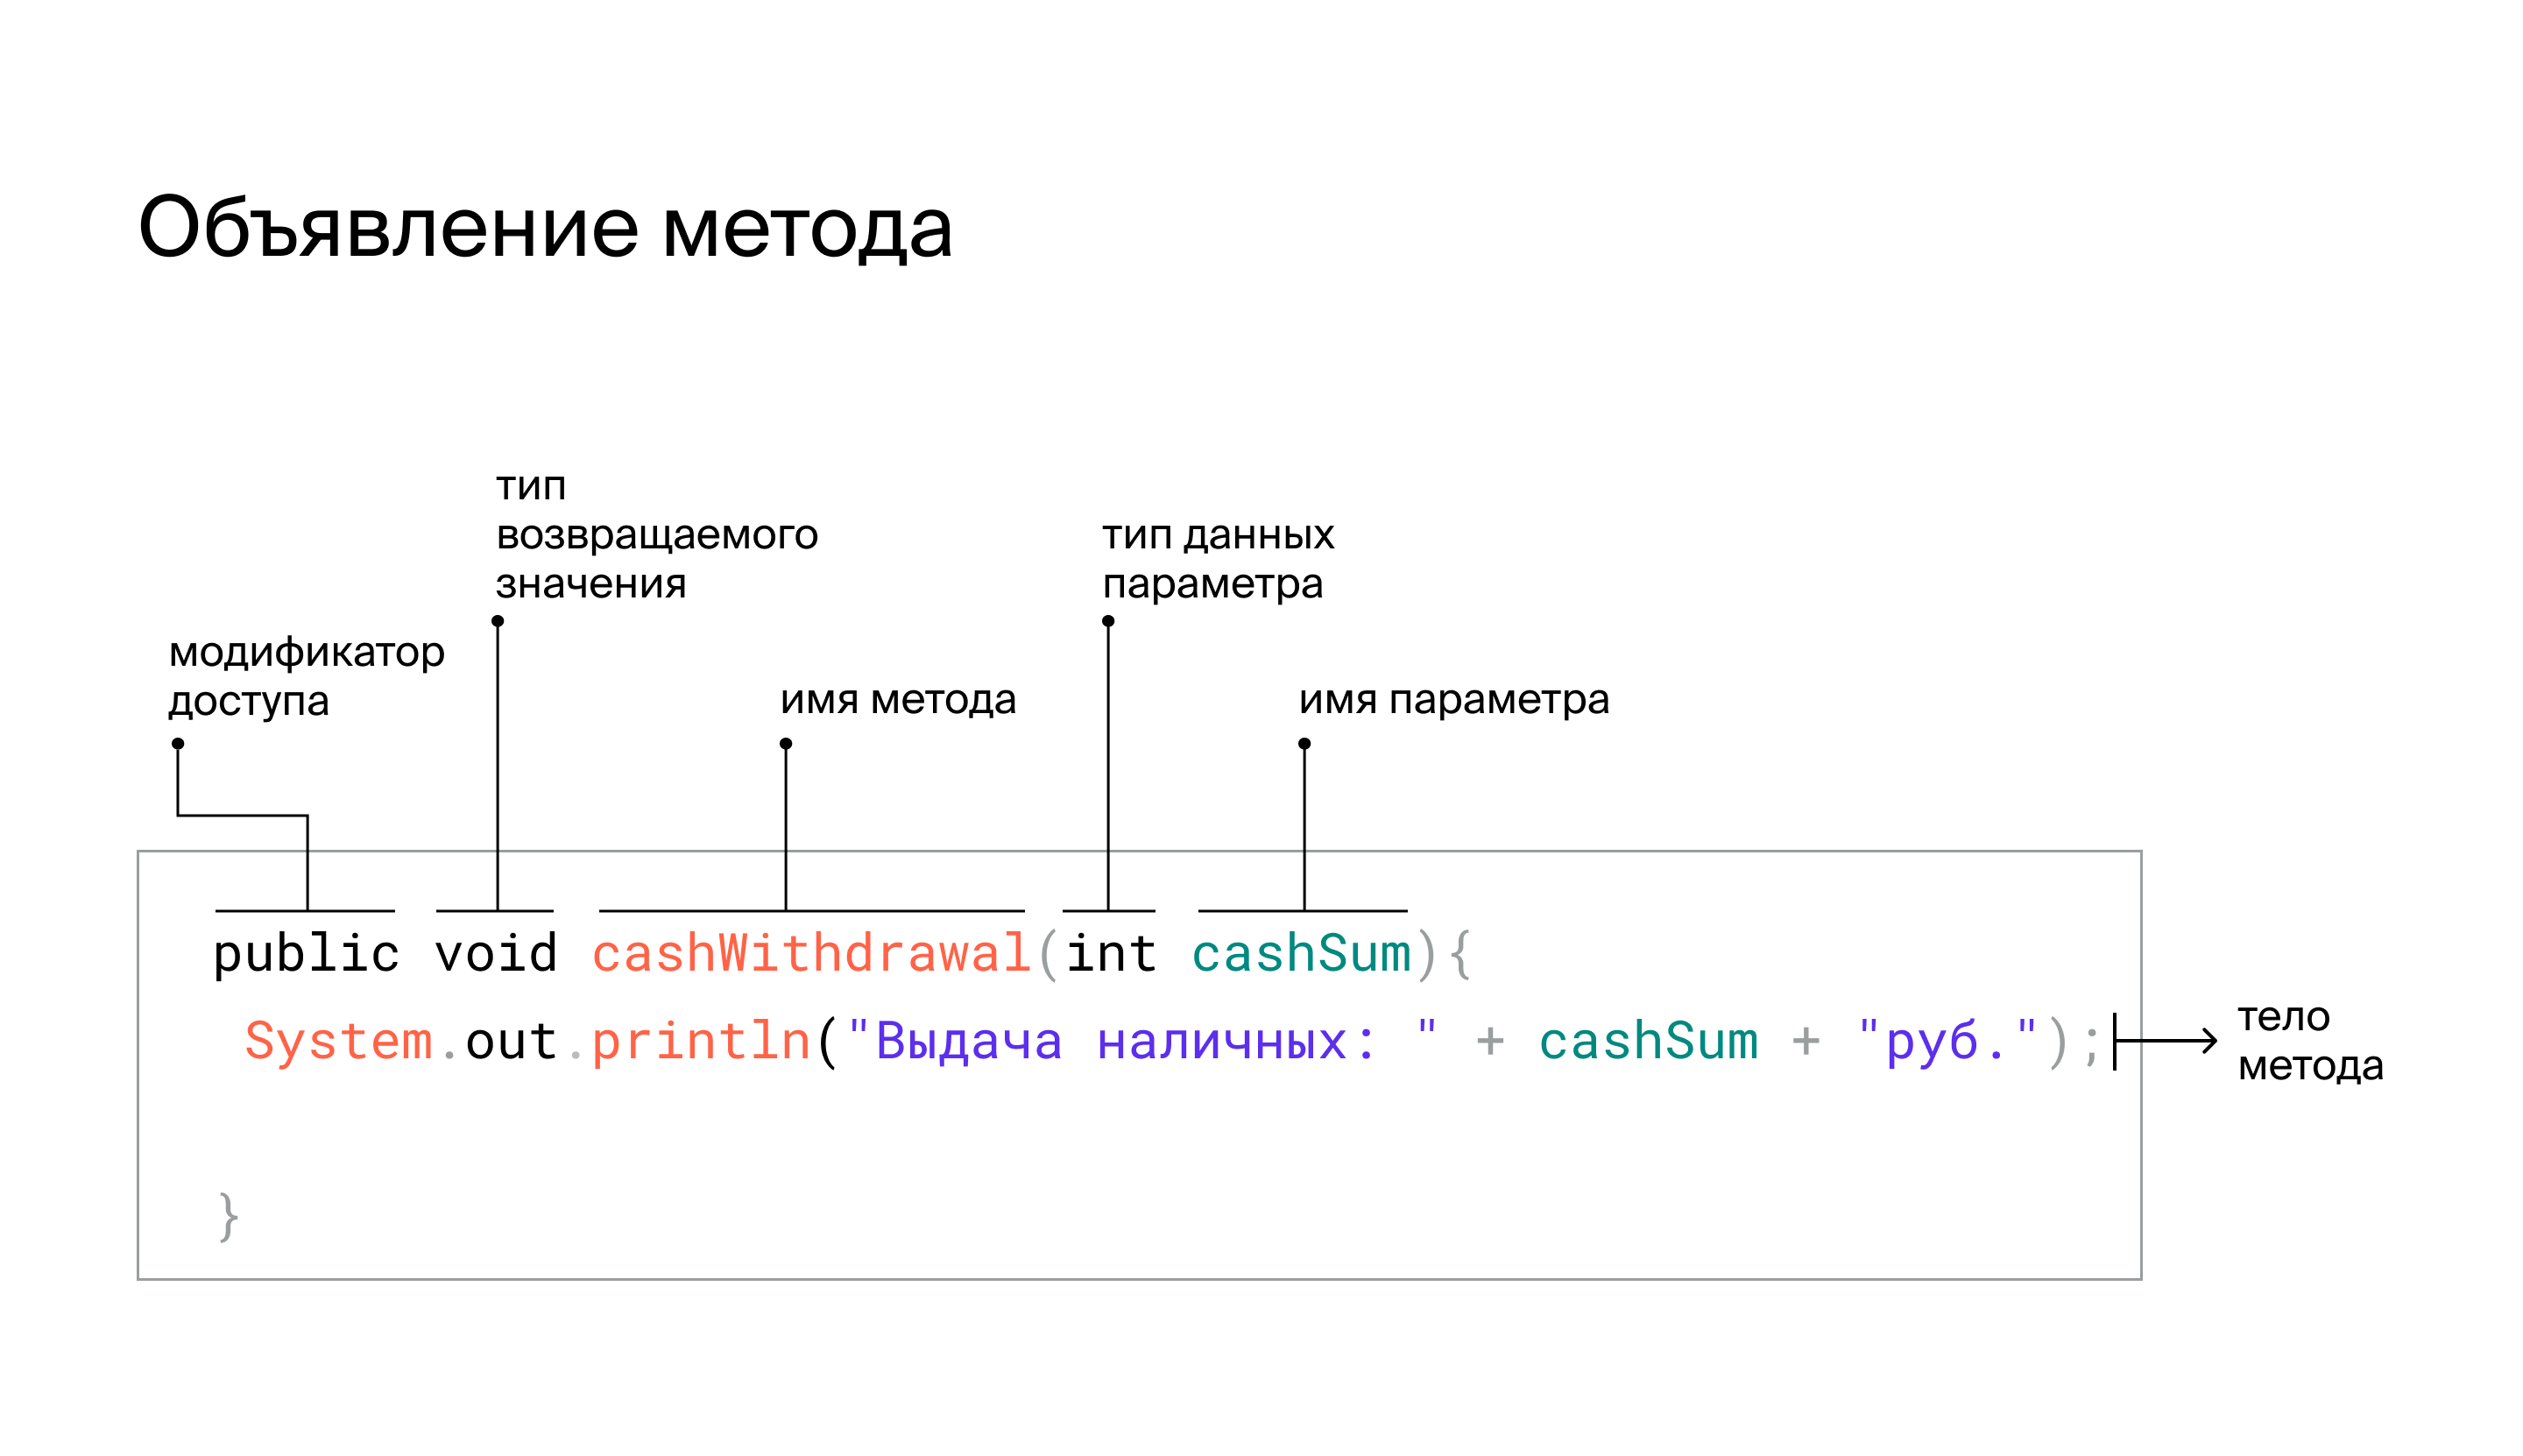 Объявление метода
тип
возвращаемого
значения
тип данных
параметра
модификатор
доступа
имя метода
имя параметра
public void cashWithdrawal(int cashSum){
System.out.println("Выдача наличных: " + cashSum + "руб.");
тело
метода
}